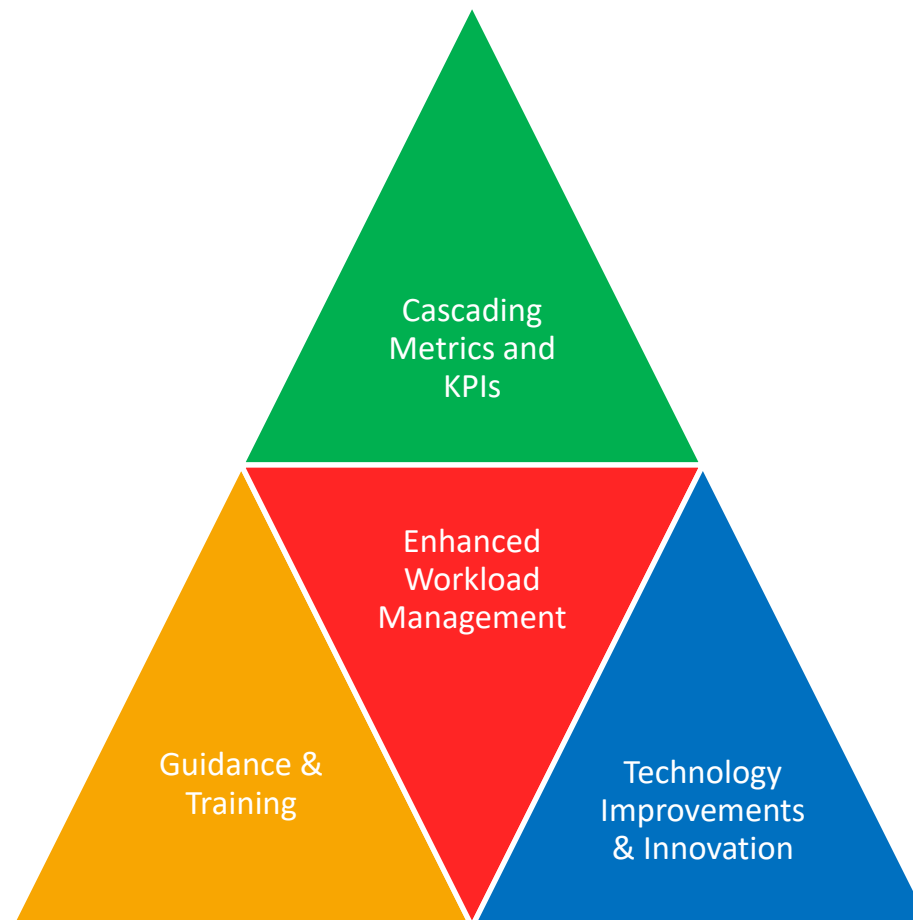 Cascading
Metrics and
KPIs
Enhanced
Workload
Management
Guidance &
Training
Technology
Improvements
& Innovation